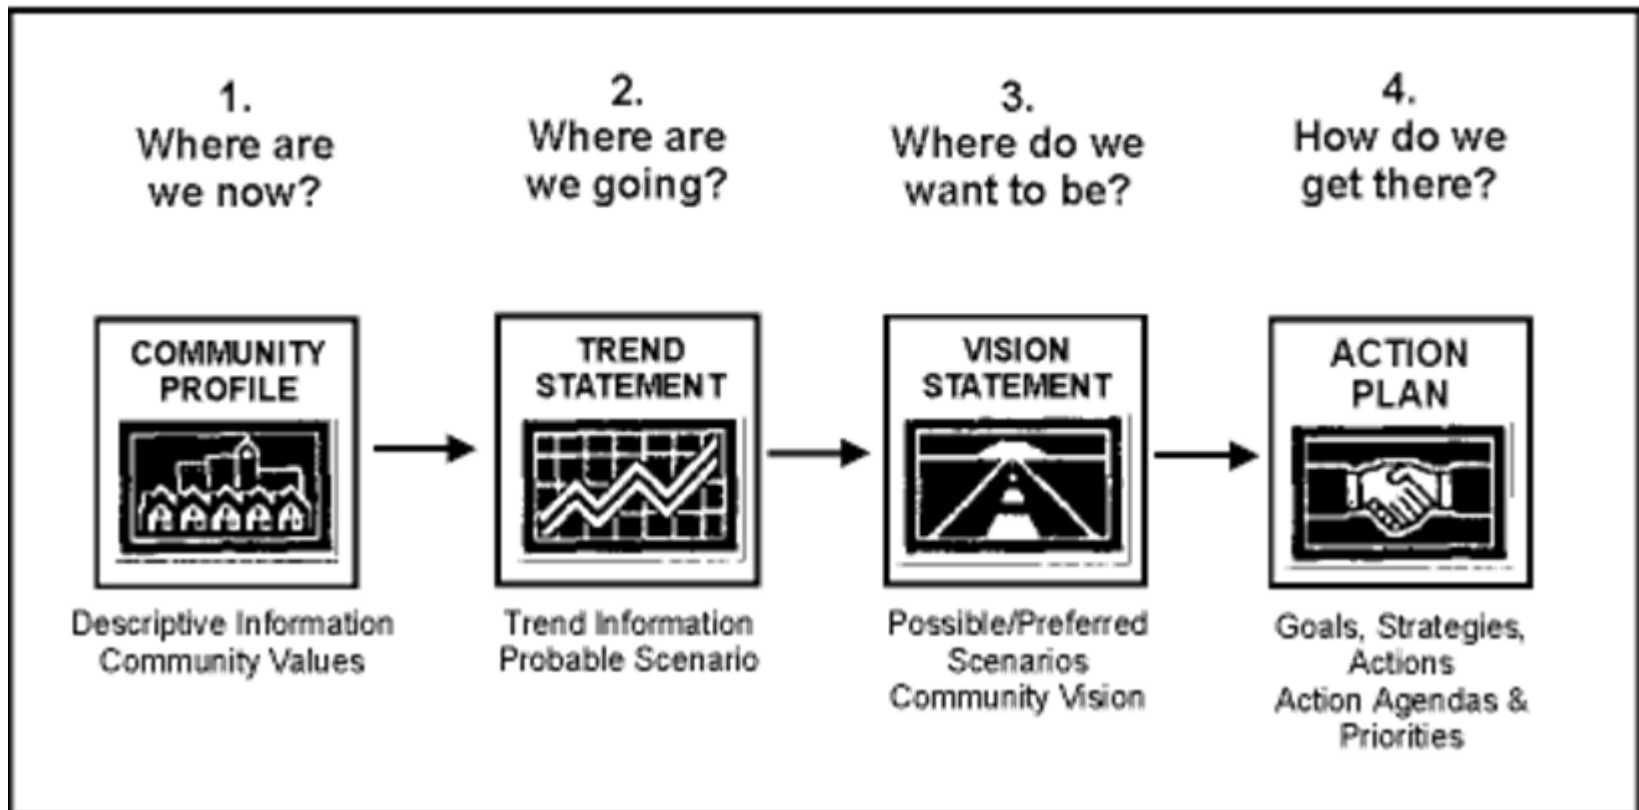 1.
Where are
we now?
2.
Where are
we going?
3.
Where do we
want to be?
4.
How do we
get there?
COMMUNITY
PROFILE
TREND
STATEMENT
VISION
STATEMENT
ACTION
PLAN
Descriptive Information
Community Values
Trend Information
Probable Scenario
Possible/Preferred
Scenarios
Community Vision
Goals, Strategies,
Actions
Action Agendas &
Priorities